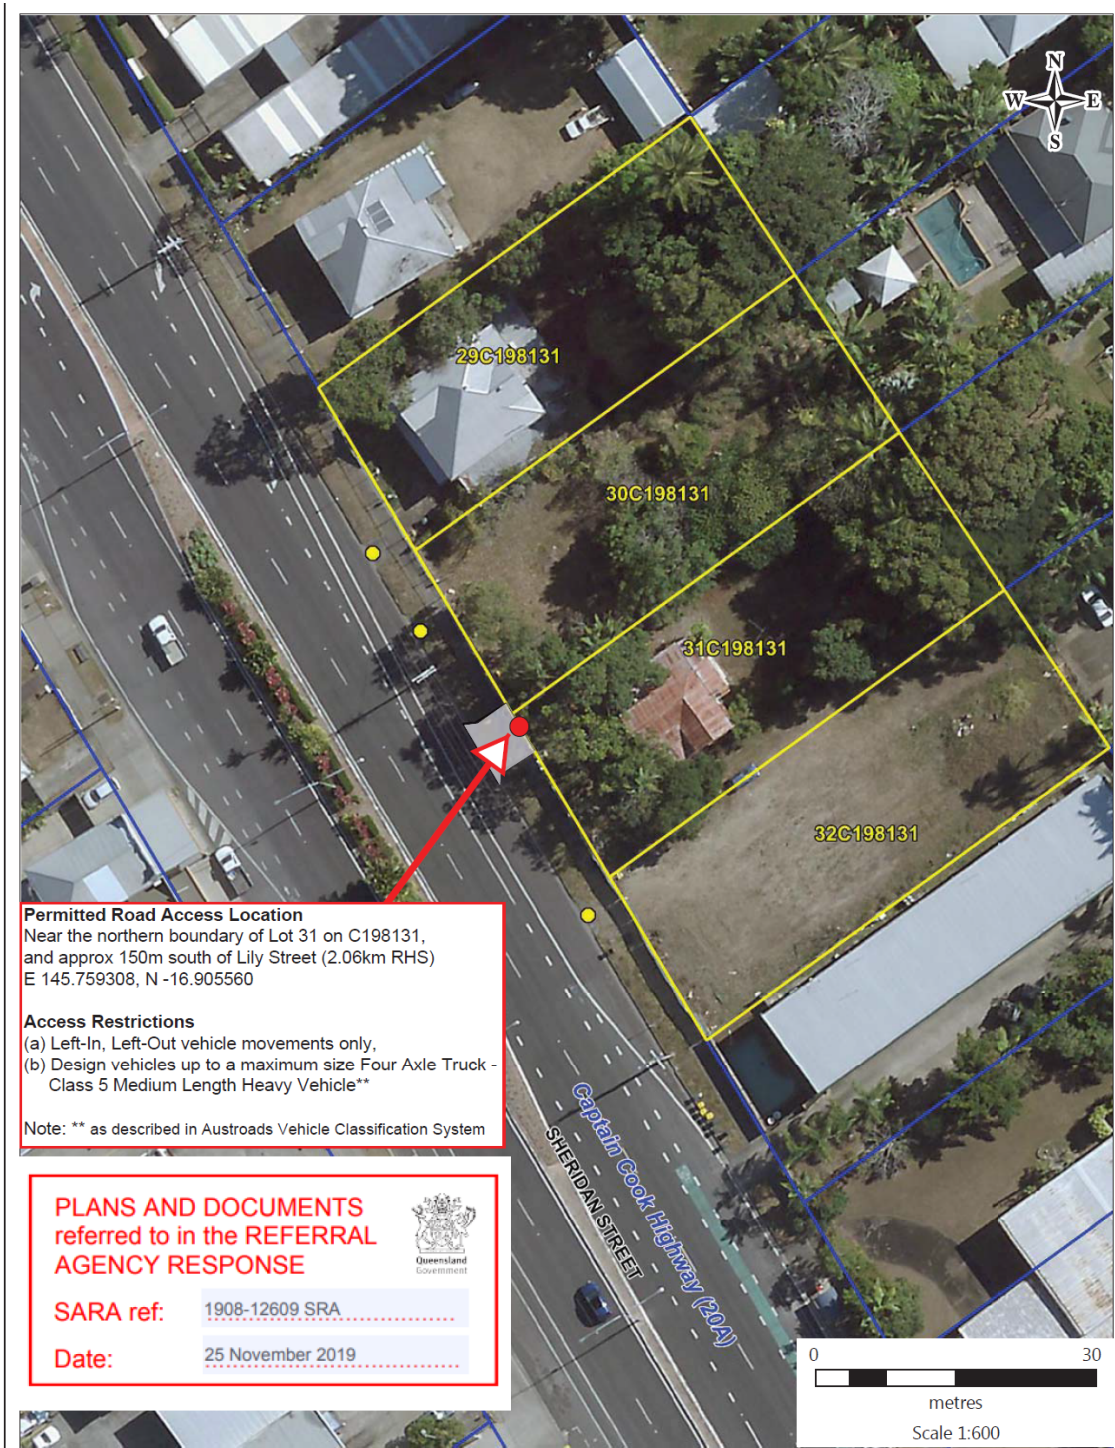 N
W E
S
29C198131
30C198131
31C198131
32C198131
Permitted Road Access Location
Near the northern boundary of Lot 31 on C198131,
and approx 150m south of Lily Street (2.06km RHS)
E 145.759308, N -16.905560
Access Restrictions
(a) Left-In, Left-Out vehicle movements only,
(b) Design vehicles up to a maximum size Four Axle Truck -
Class 5 Medium Length Heavy Vehicle**
Note: ** as described in Austroads Vehicle Classification System
Captain Cook Highway (20A)
SHERIDAN STREET
PLANS AND DOCUMENTS
referred to in the REFERRAL
AGENCY RESPONSE
Queensland
Government
SARA ref: 1908-12609 SRA
Date: 25 November 2019
0 30
metres
Scale 1:600